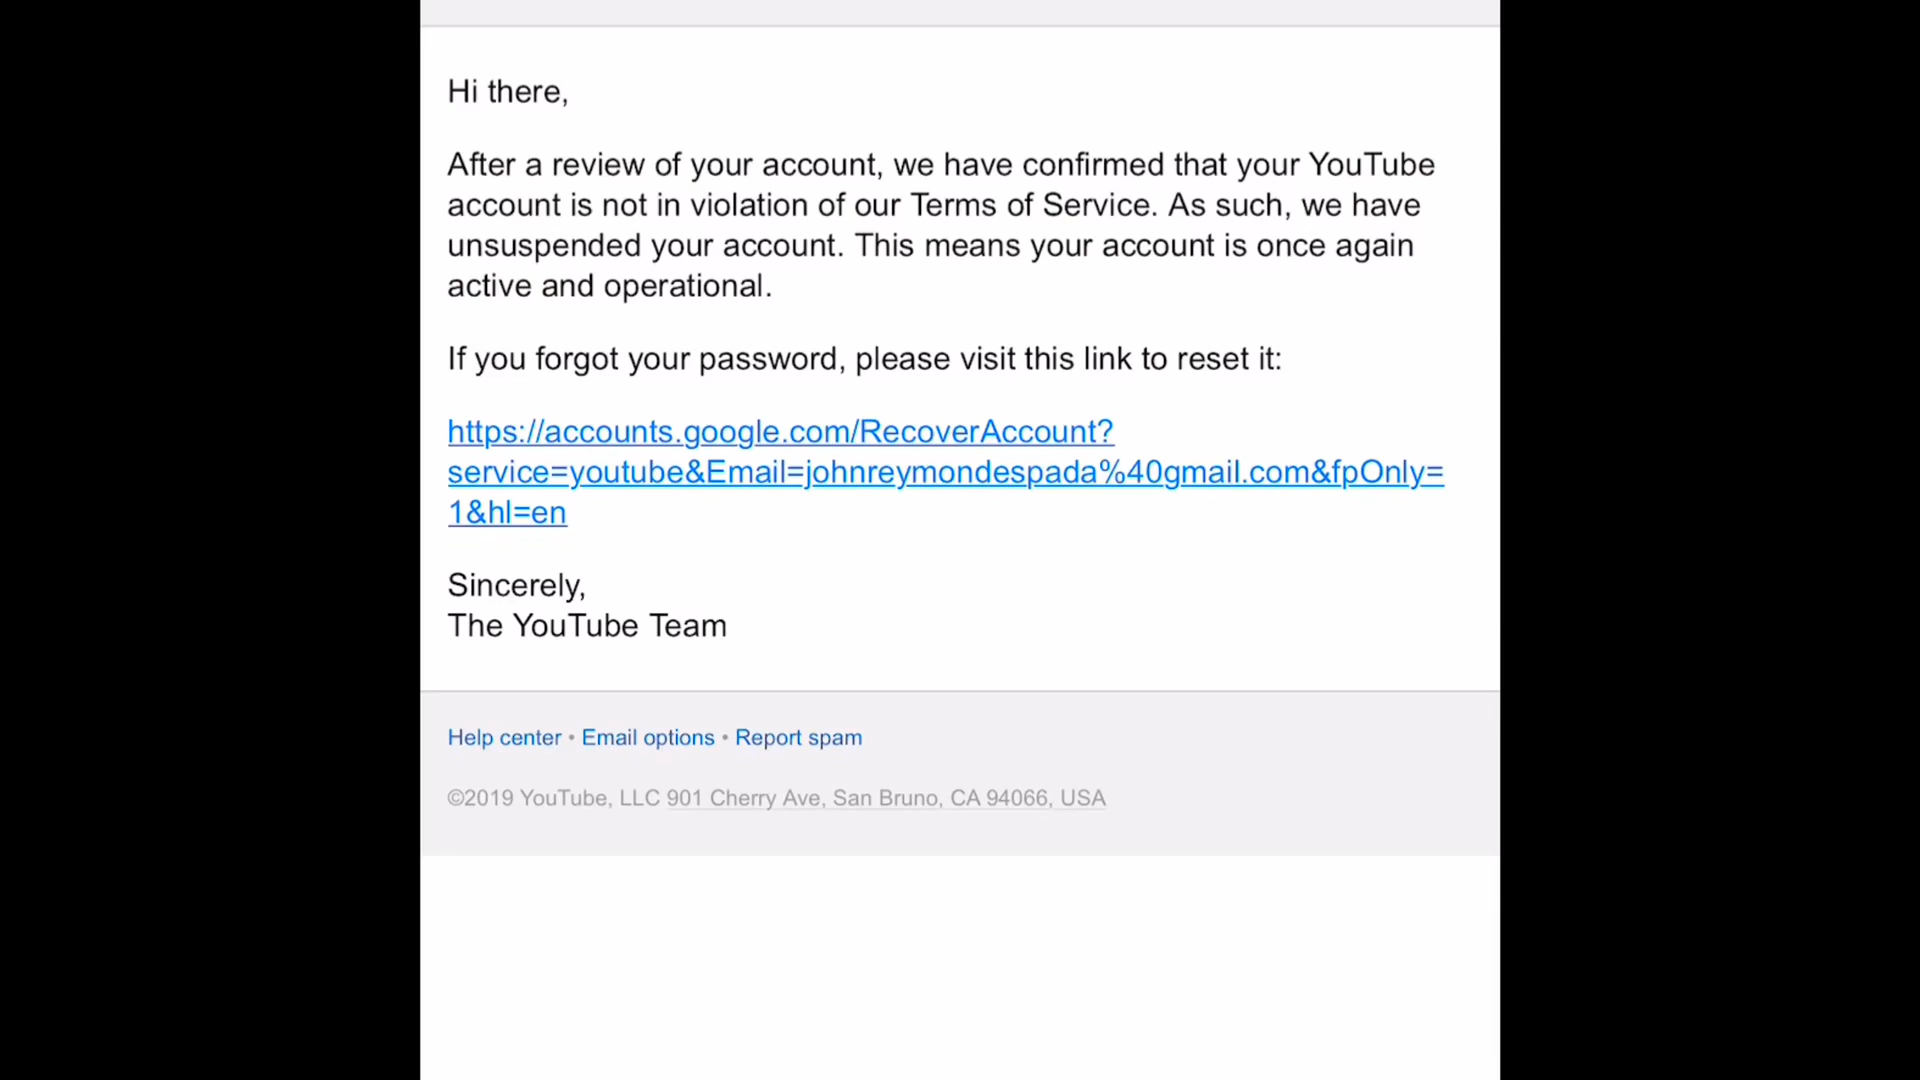 Hi there,
After a review of your account, we have confirmed that your YouTube
account is not in violation of our Terms of Service. As such, we have
unsuspended your account. This means your account is once again
active and operational.
If you forgot your password, please visit this link to reset it:
https://accounts.google.com/RecoverAccount?
service=youtube&Email=johnreymondespada%40gmail.com&fpOnly=
1&hl=en
Sincerely,
The YouTube Team
Help center • Email options • Report spam
©2019 YouTube, LLC 901 Cherry Ave, San Bruno, CA 94066, USA